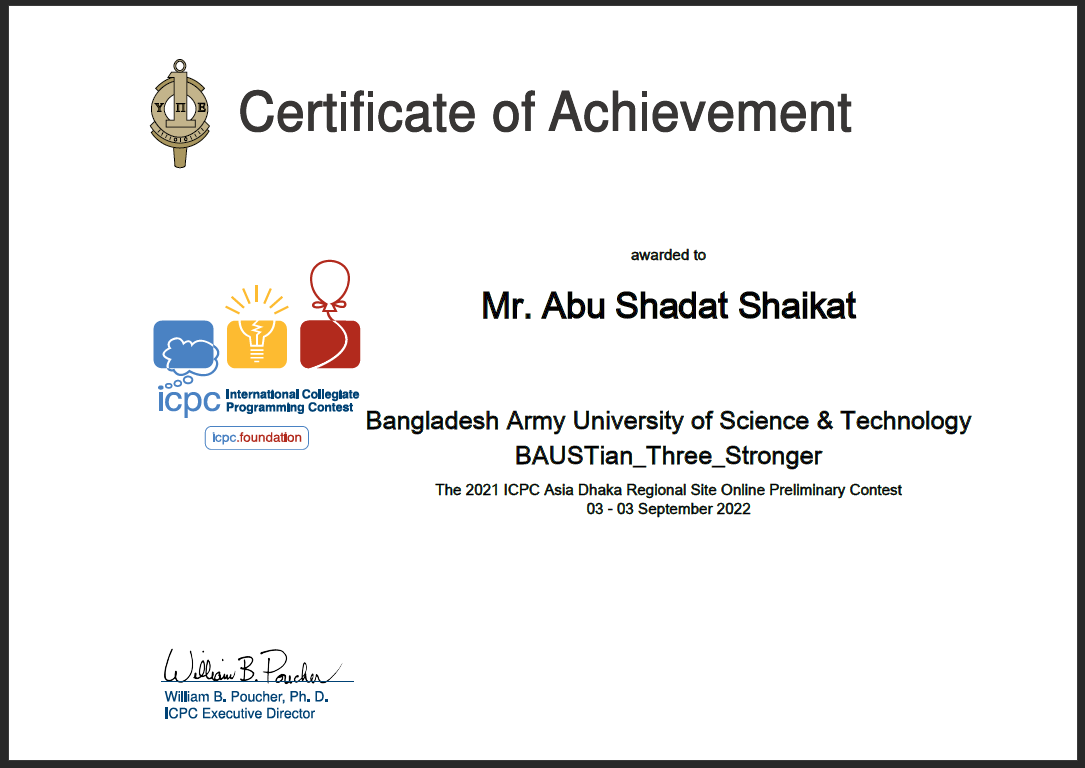 Certificate of Achievement
Υ Π Ε
awarded to
Mr. Abu Shadat Shaikat
icpc International Collegiate
Programming Contest
icpc.foundation
Bangladesh Army University of Science & Technology
BAUSTian_Three_Stronger
The 2021 ICPC Asia Dhaka Regional Site Online Preliminary Contest
03 - 03 September 2022
William B. Poucher
William B. Poucher, Ph. D.
ICPC Executive Director